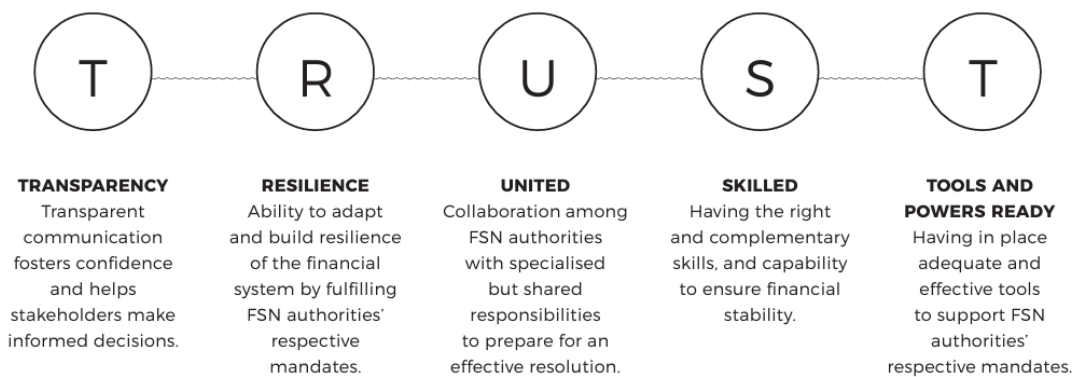 T
R
U
S
T
TRANSPARENCY
Transparent
communication
fosters confidence
and helps
stakeholders make
informed decisions.
RESILIENCE
Ability to adapt
and build resilience
of the financial
system by fulfilling
FSN authorities’
respective
mandates.
UNITED
Collaboration among
FSN authorities
with specialised
but shared
responsibilities
to prepare for an
effective resolution.
SKILLED
Having the right
and complementary
skills, and capability
to ensure financial
stability.
TOOLS AND
POWERS READY
Having in place
adequate and
effective tools
to support FSN
authorities’
respective mandates.